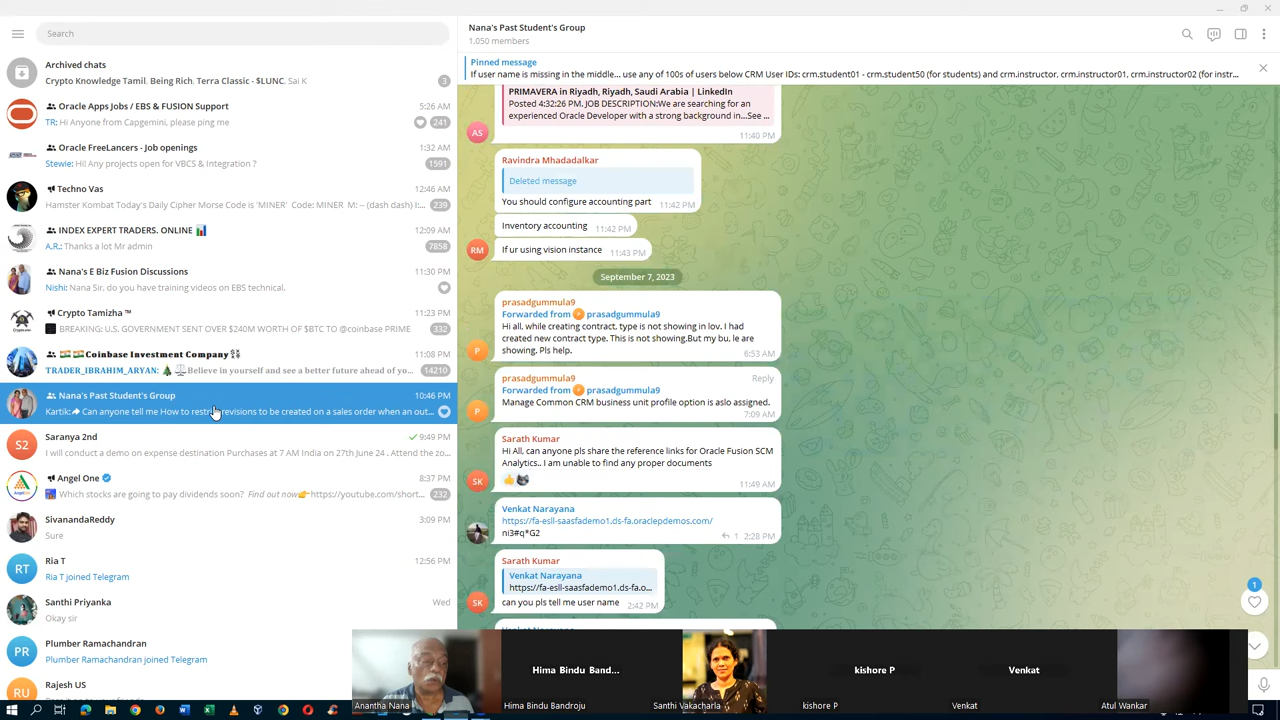 Search
Archived chats
Crypto Knowledge Tamil, Being Rich, Terra Classic - $LUNC, Sai K
3
Oracle Apps Jobs / EBS & FUSION Support
5:26 AM
TR: Hi Anyone from Capgemini, please ping me
241
Oracle FreeLancers - Job openings
1:32 AM
Stewie: Hi! Any projects open for VBCS & Integration ?
1591
Techno Vas
12:46 AM
Hamster Kombat Today's Daily Cipher Morse Code is 'MINER' Code: MINER M: -- (dash dash) I:...
239
INDEX EXPERT TRADERS. ONLINE
12:09 AM
A.R.: Thanks a lot Mr admin
7858
Nana's E Biz Fusion Discussions
11:30 PM
Nishi: Nana Sir, do you have training videos on EBS technical.
Crypto Tamizha ™
11:23 PM
BREAKING: U.S. GOVERNMENT SENT OVER $240M WORTH OF $BTC TO @coinbase PRIME
332
Coinbase Investment Company
11:08 PM
TRADER_IBRAHIM_ARYAN: Believe in yourself and see a better future ahead of yo...
14210
Nana's Past Student's Group
10:46 PM
Kartik: Can anyone tell me How to restrict revisions to be created on a sales order when an out...
S2
Saranya 2nd
9:49 PM
I will conduct a demo on expense destination Purchases at 7 AM India on 27th June 24 . Attend the zo...
Angel One
8:37 PM
Which stocks are going to pay dividends soon? Find out now https://youtube.com/short...
232
SivanandaReddy
3:09 PM
Sure
RT
Ria T
12:56 PM
Ria T joined Telegram
Santhi Priyanka
Wed
Okay sir
PR
Plumber Ramachandran
Plumber Ramachandran joined Telegram
RU
Rajesh US
Nana's Past Student's Group
1,050 members
Pinned message
If user name is missing in the middle... use any of 100s of users below CRM User IDs: crm.student01 - crm.student50 (for students) and crm.instructor, crm.instructor01, crm.instructor02 (for instr...
PRIMAVERA in Riyadh, Riyadh, Saudi Arabia | LinkedIn
Posted 4:32:26 PM. JOB DESCRIPTION:We are searching for an
experienced Oracle Developer with a strong background in...See ...
AS
11:40 PM
Ravindra Mhadadalkar
Deleted message
You should configure accounting part
11:42 PM
Inventory accounting
11:42 PM
RM
If ur using vision instance
11:43 PM
September 7, 2023
prasadgummula9
Forwarded from P prasadgummula9
Hi all, while creating contract, type is not showing in lov. I had
created new contract type. This is not showing.But my bu, le are
showing. Pls help.
P
6:53 AM
prasadgummula9
Reply
Forwarded from P prasadgummula9
Manage Common CRM business unit profile option is aslo assigned.
P
7:09 AM
Sarath Kumar
Hi All, can anyone pls share the reference links for Oracle Fusion SCM
Analytics.. I am unable to find any proper documents
SK
11:49 AM
Venkat Narayana
https://fa-esll-saasfademo1.ds-fa.oraclepdemos.com/
ni3#q*G2
1 2:28 PM
Sarath Kumar
Venkat Narayana
https://fa-esll-saasfademo1.ds-fa.o...
SK
can you pls tell me user name
2:42 PM
1
Anantha Nana
Hima Bindu Band...
Hima Bindu Bandroju
Santhi Vakacharla
kishore P
kishore P
Venkat
Venkat
Atul Wankar